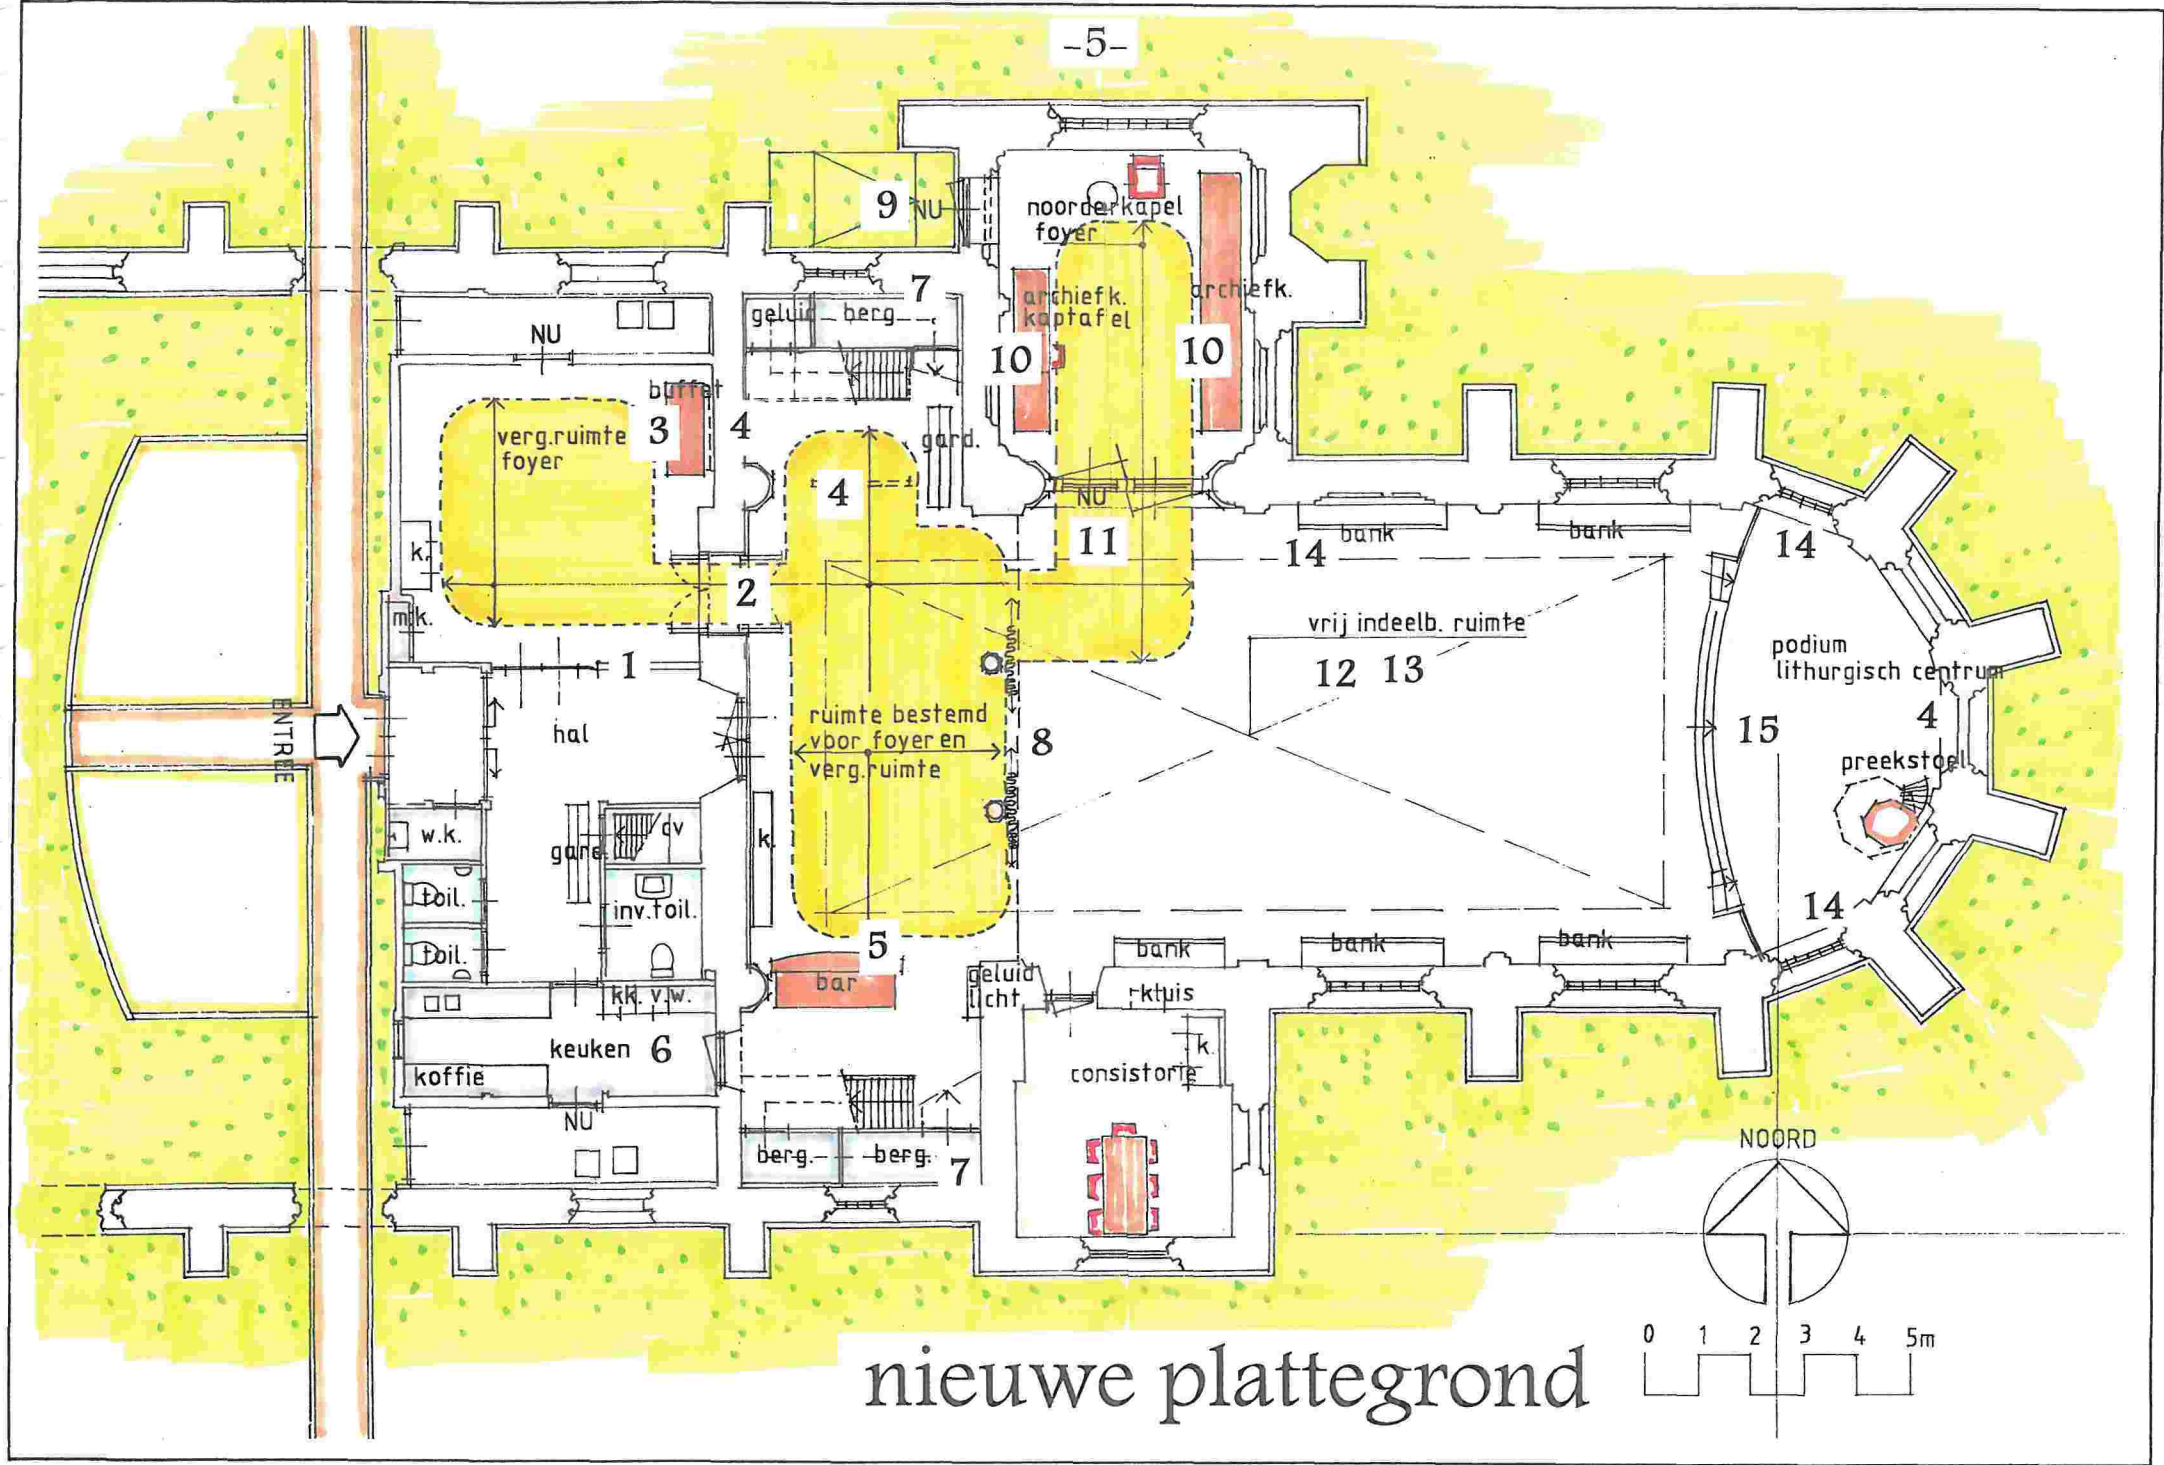 -5-
9
NU
noorderkapel
foyer
7
geluid
berg
archiefk.
kaptafel
archiefk.
NU
10
10
buffet
verg.ruimte
foyer
3
4
gard.
4
NU
11
bank
bank
14
14
k.
2
m.k.
1
vrij indeelb. ruimte
12 13
podium
lithurgisch centrum
ENTREE
hal
ruimte bestemd
voor foyer en
verg.ruimte
8
15
4
preekstoel
w.k.
gard.
cv
k.
toil.
inv.toil.
14
toil.
5
bar
bank
bank
bank
geluid
licht
kk. v.w.
keuken 6
koffie
consistorie
k.
NU
berg.
berg.
7
NOORD
0 1 2 3 4 5m
nieuwe plattegrond